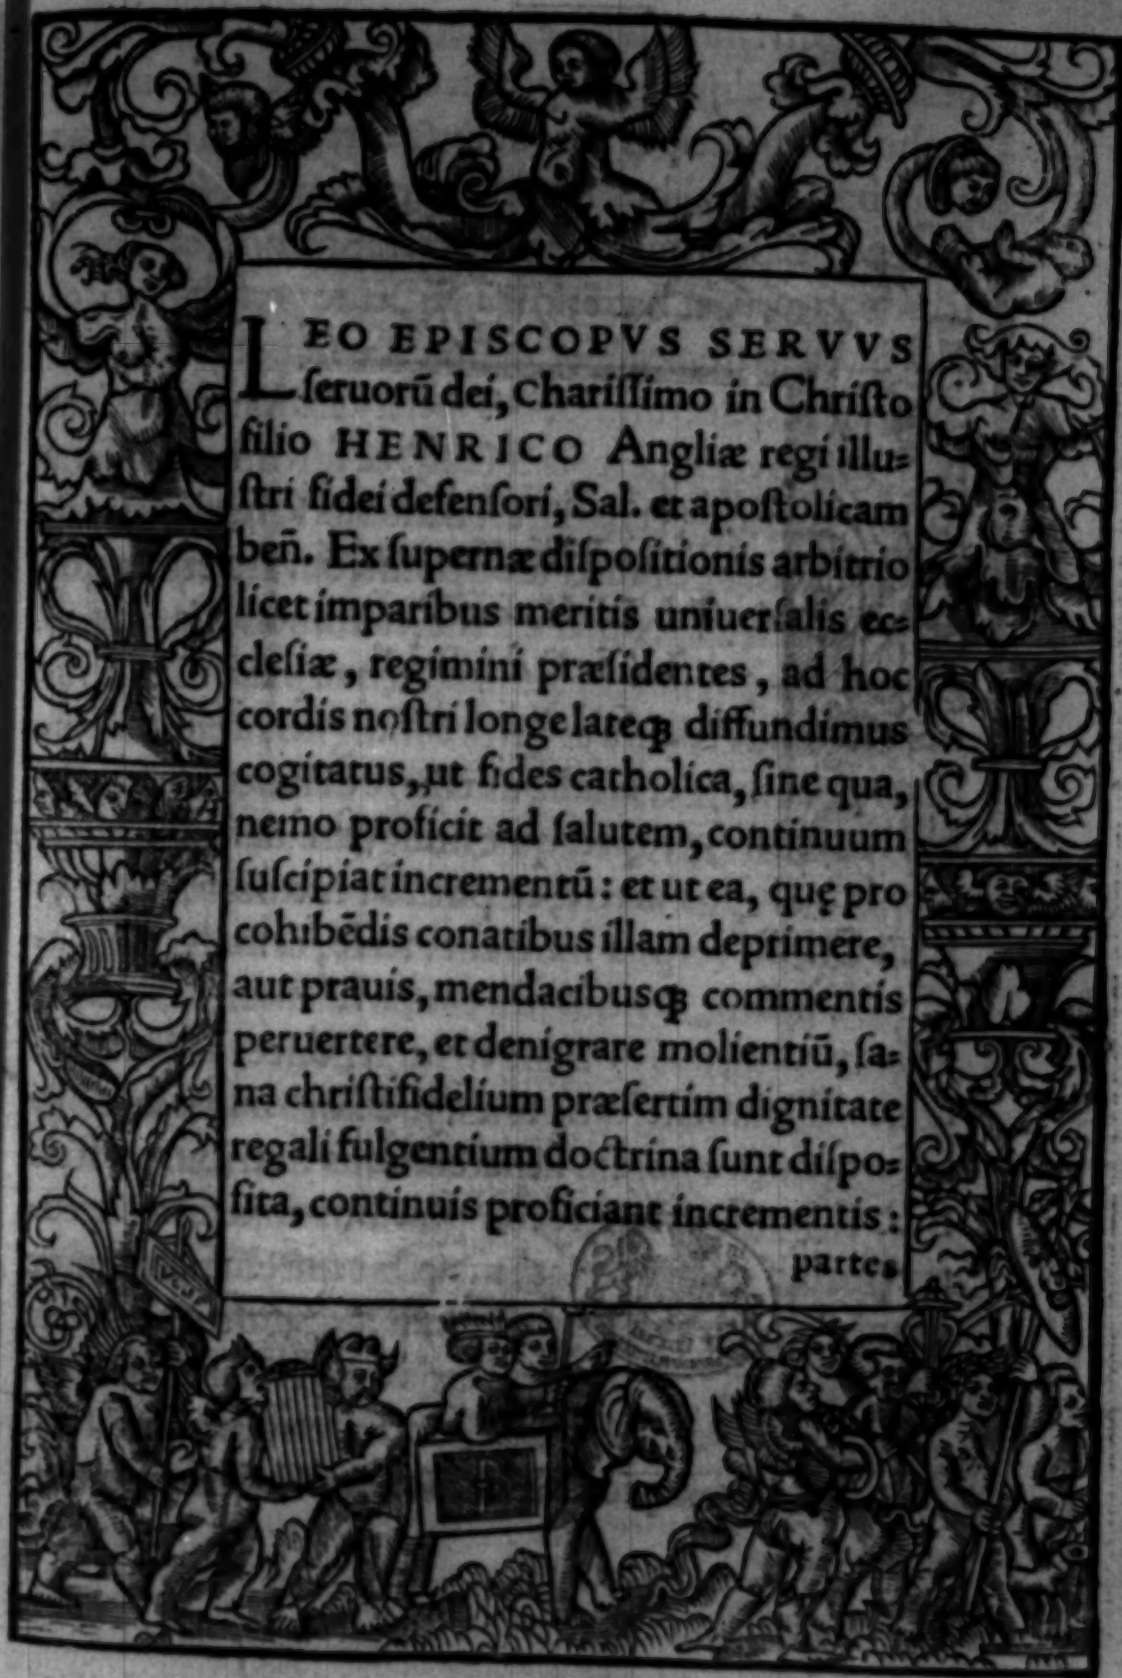 LEO EPISCOPVS SERVVS
ſeruorū dei, Chariſſimo in Chriſto
filio HENRICO Angliæ regi illu⸗
ſtri fidei defenſori, Sal. et apoſtolicam
beñ. Ex ſupernæ diſpoſitionis arbitrio
licet imparibus meritis uniuerſalis ec⸗
cleſiæ, regimini præſidentes, ad hoc
cordis noſtri longe lateqꝫ diffundimus
cogitatus, ut fides catholica, ſine qua,
nemo proficit ad ſalutem, continuum
ſuſcipiat incrementū: et ut ea, quę pro
cohibēdis conatibus illam deprimere,
aut prauis, mendacibusqꝫ commentis
peruertere, et denigrare molientiū, ſa⸗
na chriſtifidelium præſertim dignitate
regali fulgentium doctrina ſunt diſpo⸗
ſita, continuis proficiant incrementis:
partes